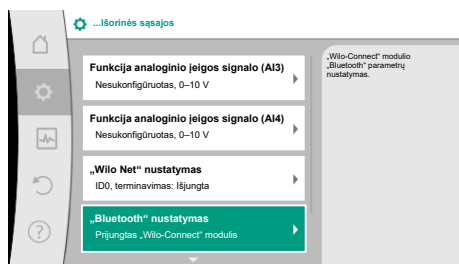 ...Išorinės sąsajos
Funkcija analoginio įeigos signalo (AI3)
Nesukonfigūruotas, 0–10 V
Funkcija analoginio įeigos signalo (AI4)
Nesukonfigūruotas, 0–10 V
„Wilo Net“ nustatymas
ID0, terminavimas: Išjungta
„Bluetooth“ nustatymas
Prijungtas „Wilo-Connect“ modulis
„Wilo-Connect“ modulio
„Bluetooth“ parametrų
nustatymas.